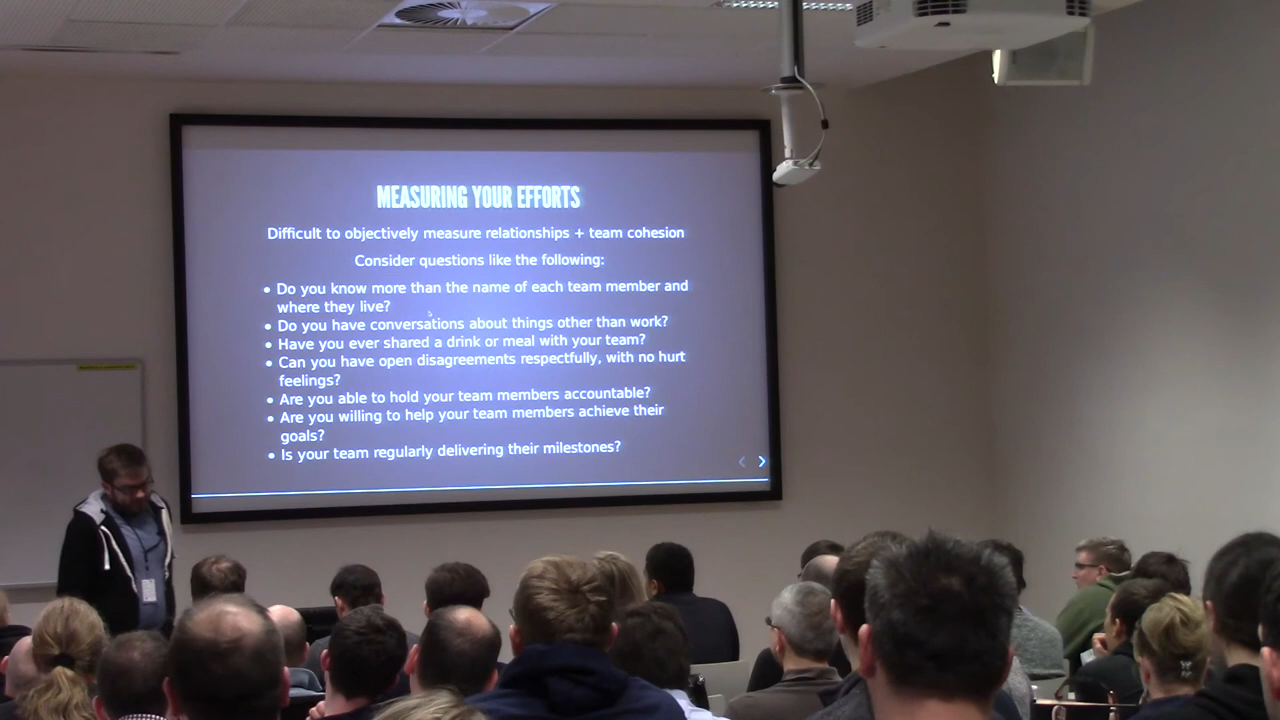 MEASURING YOUR EFFORTS
Difficult to objectively measure relationships + team cohesion
Consider questions like the following:
• Do you know more than the name of each team member and
where they live?
• Do you have conversations about things other than work?
• Have you ever shared a drink or meal with your team?
• Can you have open disagreements respectfully, with no hurt
feelings?
• Are you able to hold your team members accountable?
• Are you willing to help your team members achieve their
goals?
• Is your team regularly delivering their milestones?